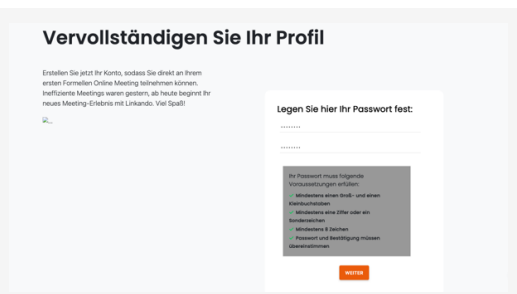 Vervollständigen Sie Ihr Profil
Erstellen Sie jetzt Ihr Konto, sodass Sie direkt an Ihrem
ersten Formellen Online Meeting teilnehmen können.
Ineffiziente Meetings waren gestern, ab heute beginnt Ihr
neues Meeting-Erlebnis mit Linkando. Viel Spaß!
Legen Sie hier Ihr Passwort fest:
Ihr Passwort muss folgende
Voraussetzungen erfüllen:
Mindestens einen Groß- und einen
Kleinbuchstaben
Mindestens eine Ziffer oder ein
Sonderzeichen
Mindestens 8 Zeichen
Passwort und Bestätigung müssen
übereinstimmen
WEITER